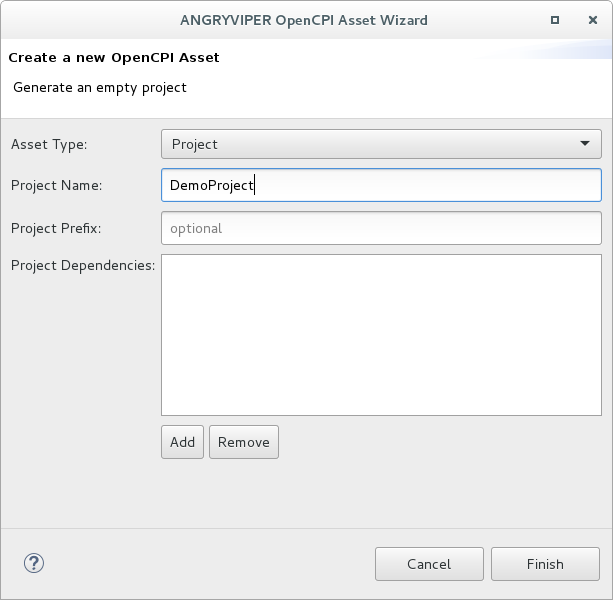 ANGRYVIPER OpenCPI Asset Wizard
Create a new OpenCPI Asset
Generate an empty project
Asset Type: Project
Project Name: DemoProject
Project Prefix: optional
Project Dependencies:
Add Remove
? Cancel Finish